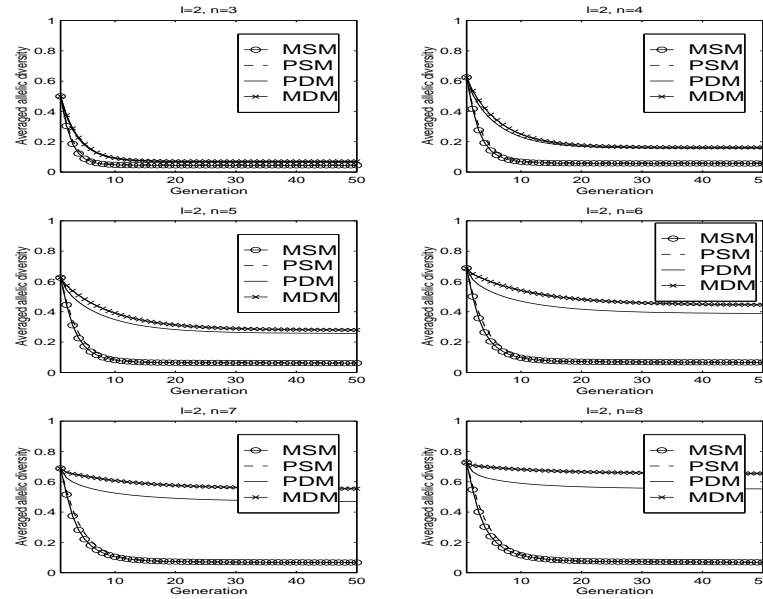 l=2, n=3
Averaged allelic diversity
1
0.8
0.6
0.4
0.2
0
10
20
30
40
50
Generation
MSM
PSM
PDM
MDM
l=2, n=4
Averaged allelic diversity
1
0.8
0.6
0.4
0.2
0
10
20
30
40
50
Generation
MSM
PSM
PDM
MDM
l=2, n=5
Averaged allelic diversity
1
0.8
0.6
0.4
0.2
0
10
20
30
40
50
Generation
MSM
PSM
PDM
MDM
l=2, n=6
Averaged allelic diversity
1
0.8
0.6
0.4
0.2
0
10
20
30
40
50
Generation
MSM
PSM
PDM
MDM
l=2, n=7
Averaged allelic diversity
1
0.8
0.6
0.4
0.2
0
10
20
30
40
50
Generation
MSM
PSM
PDM
MDM
l=2, n=8
Averaged allelic diversity
1
0.8
0.6
0.4
0.2
0
10
20
30
40
50
Generation
MSM
PSM
PDM
MDM